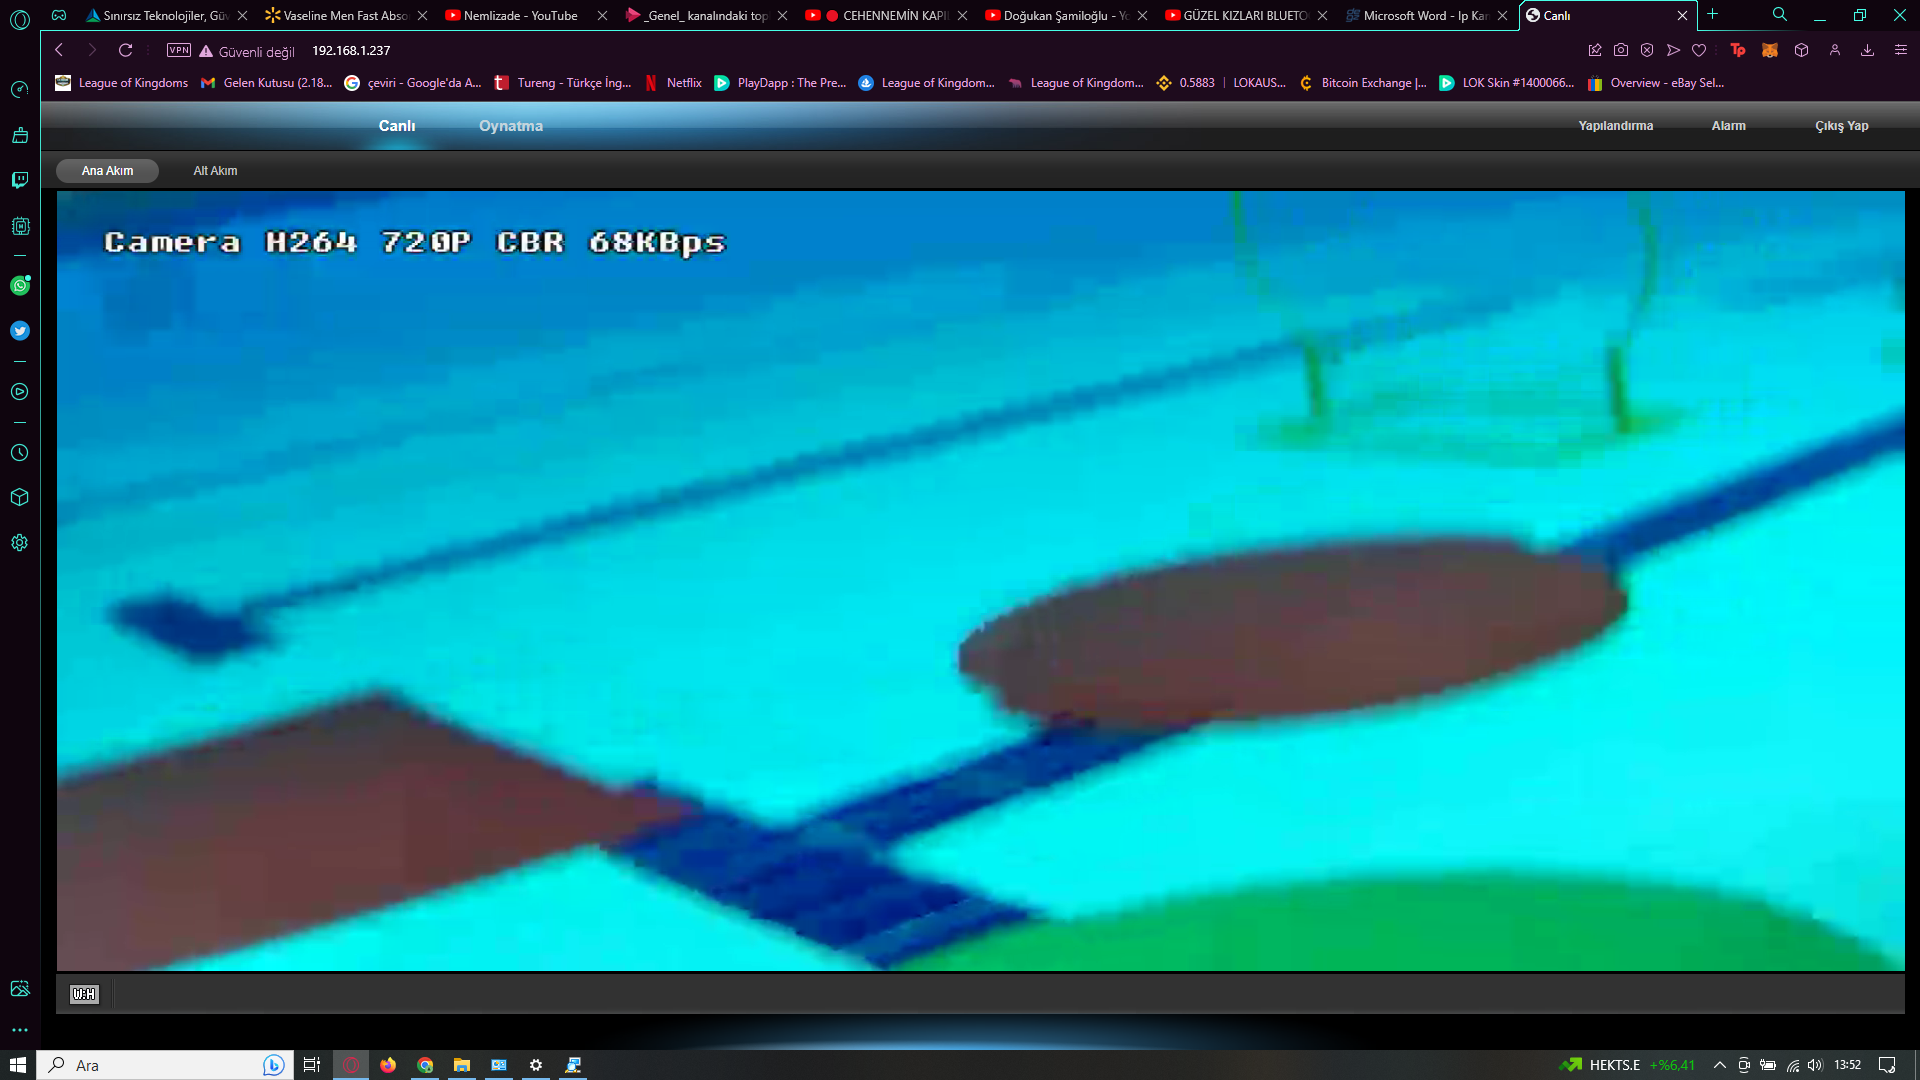 Sınırsız Teknolojiler, Güv
Vaseline Men Fast Abso
Nemlizade - YouTube
_Genel_ kanalındaki top
CEHENNEMİN KAPI
Doğukan Şamiloğlu - Yo
GÜZEL KIZLARI BLUETO
Microsoft Word - Ip Kam
Canlı
VPN
Güvenli değil
192.168.1.237
League of Kingdoms
Gelen Kutusu (2.18...
çeviri - Google'da A...
Tureng - Türkçe İng...
Netflix
PlayDapp : The Pre...
League of Kingdom...
League of Kingdom...
0.5883 | LOKAUS...
Bitcoin Exchange |...
LOK Skin #1400066...
Overview - eBay Sel...
Canlı
Oynatma
Yapılandırma
Alarm
Çıkış Yap
Ana Akım
Alt Akım
Camera H264 720P CBR 68KBps
W:H
Ara
HEKTS.E +%6,41
13:52